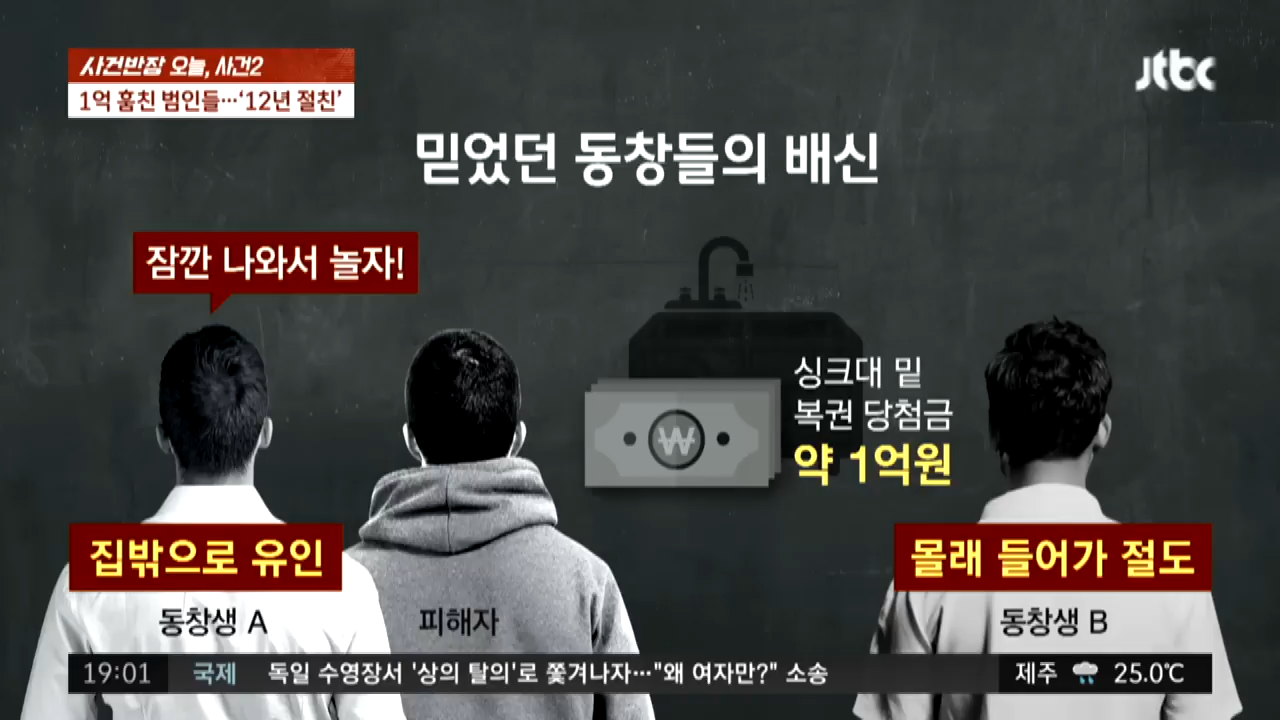 사건반장 오늘, 사건2
1억 훔친 범인들…‘12년 절친’
jtbc
믿었던 동창들의 배신
잠깐 나와서 놀자!
싱크대 밑
복권 당첨금
약 1억원
₩
집밖으로 유인
몰래 들어가 절도
동창생 A
피해자
동창생 B
19:01 국제 독일 수영장서 '상의 탈의'로 쫓겨나자…"왜 여자만?" 소송 제주 25.0℃